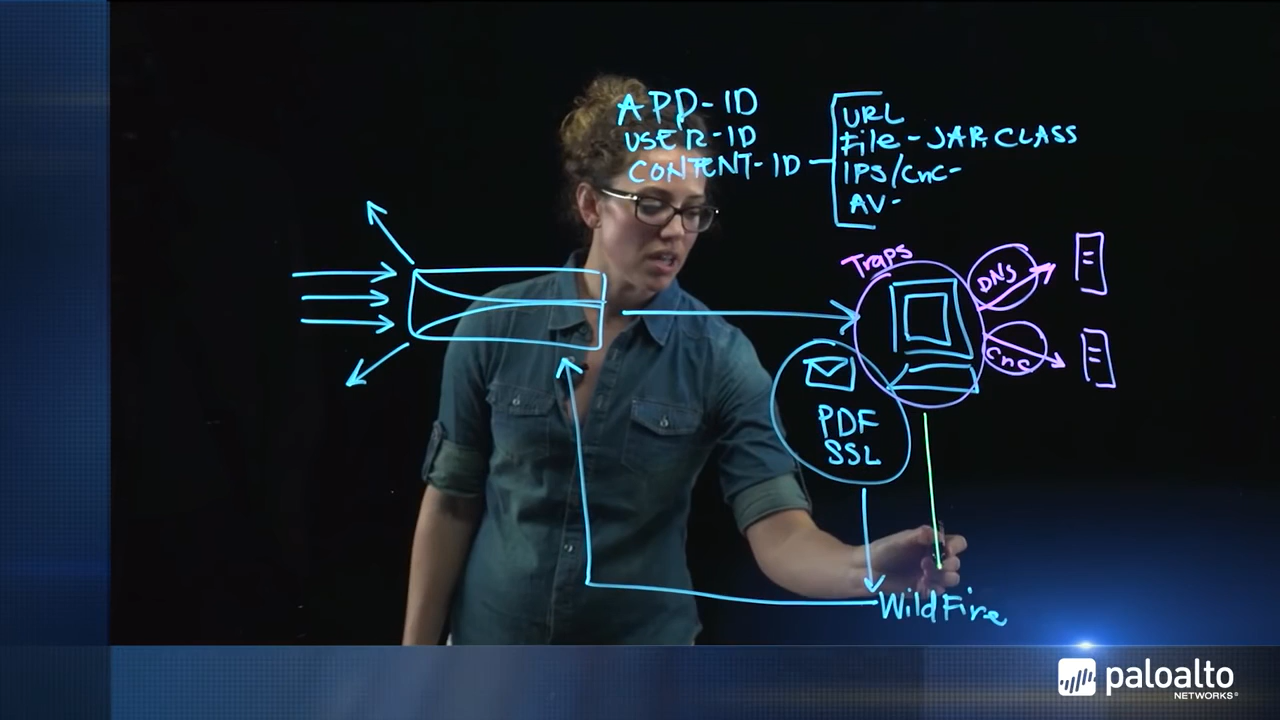 APP-ID
USER-ID
CONTENT-ID
URL
File - JAR. CLASS
IPS/CnC-
AV-
Traps
DNS
CnC
PDF
SSL
WildFire
paloalto
NETWORKS®